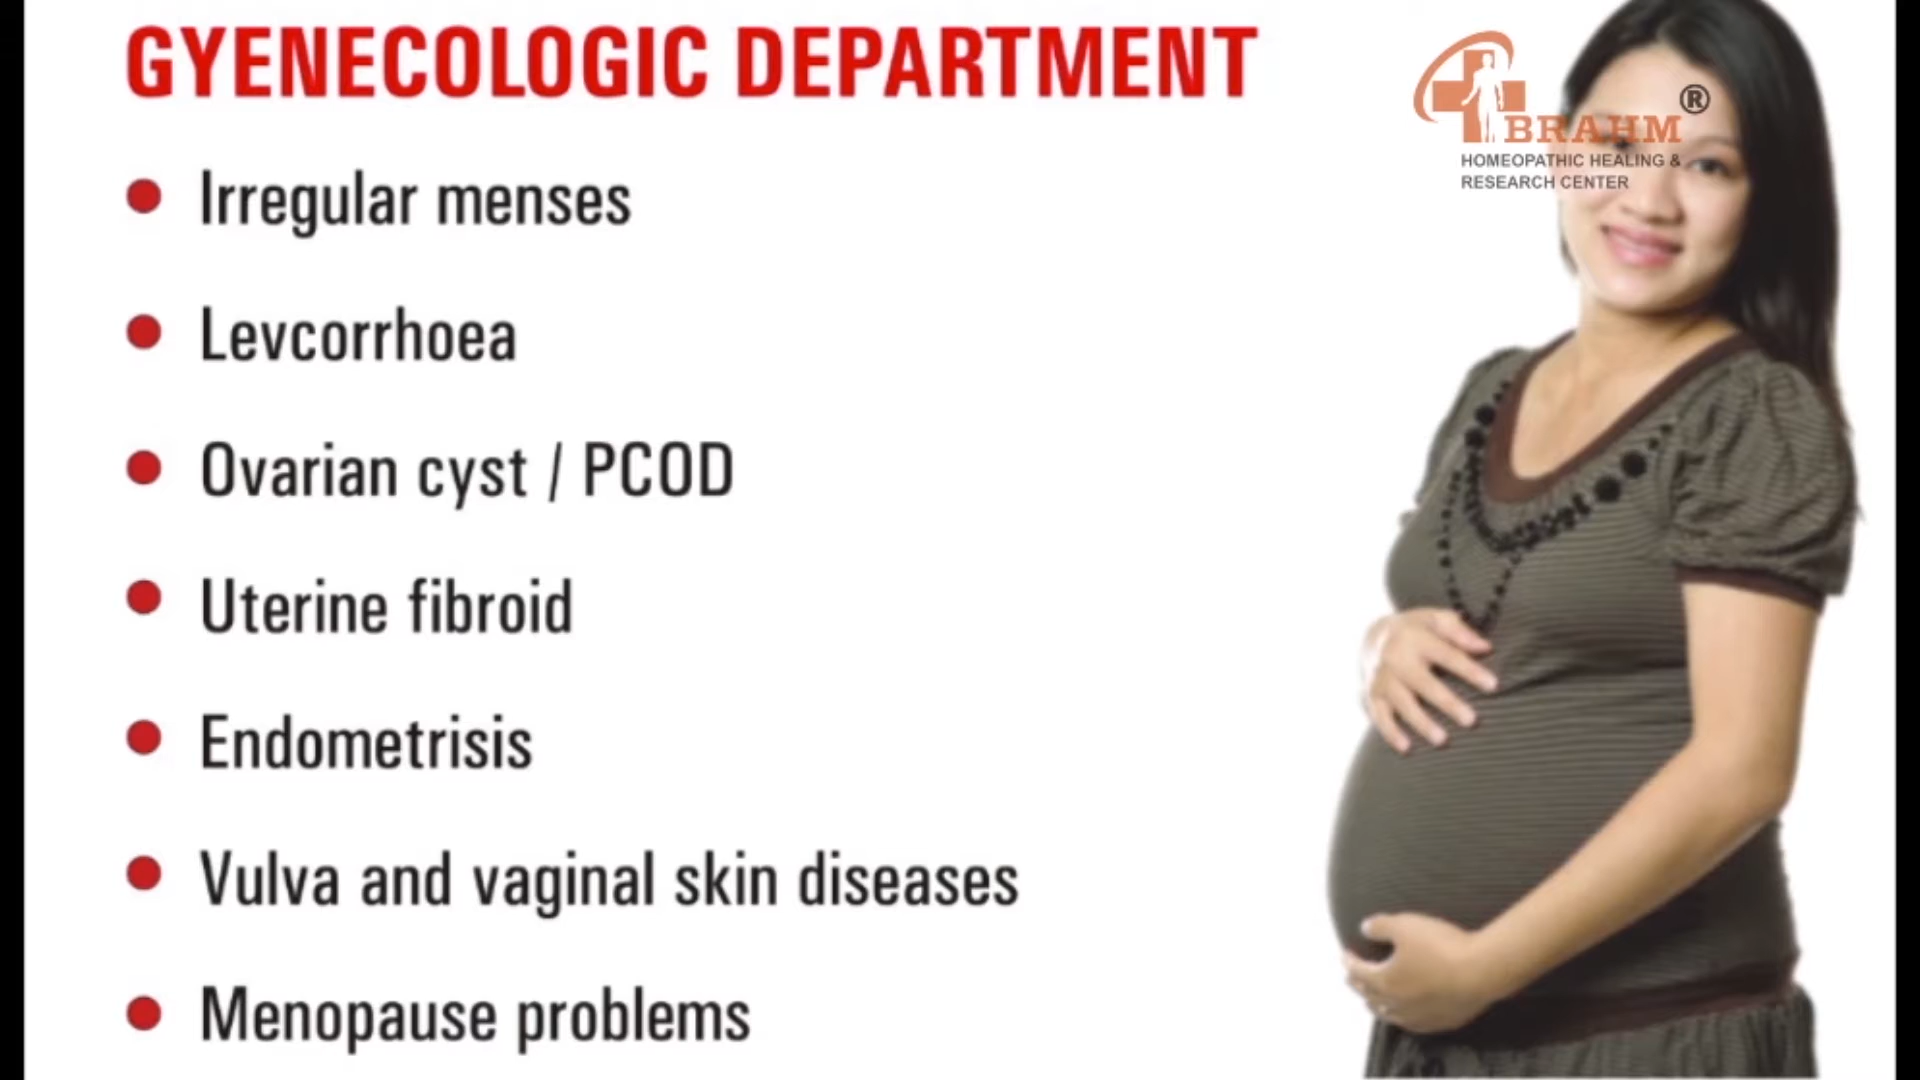 GYENECOLOGIC DEPARTMENT
BRAHM®
HOMEOPATHIC HEALING &
RESEARCH CENTER
Irregular menses
Levcorrhoea
Ovarian cyst / PCOD
Uterine fibroid
Endometrisis
Vulva and vaginal skin diseases
Menopause problems